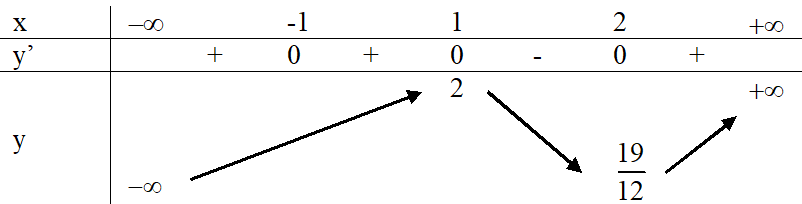 x −∞ -1 1 2 +∞
y’ + 0 + 0 - 0 +
2 +∞
y
19
12
−∞